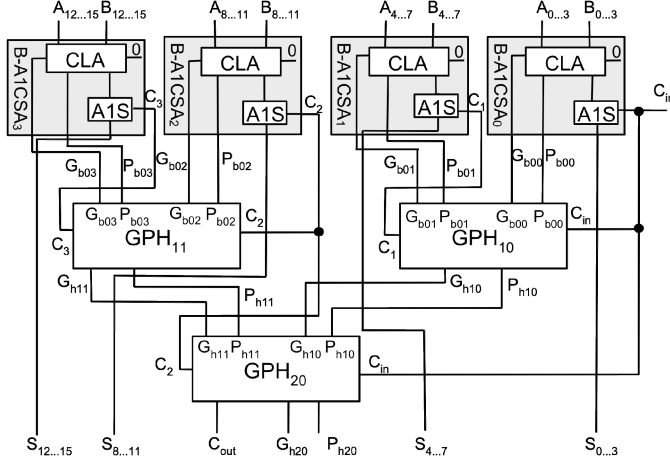 A12...15 B12...15 A8...11 B8...11 A4...7 B4...7 A0...3 B0...3
B-A1CSA3 CLA 0 B-A1CSA2 CLA 0 B-A1CSA1 CLA 0 B-A1CSA0 CLA 0
A1S C3 A1S C2 A1S C1 A1S Cin
Gb03 Pb03 Gb02 Pb02 Gb01 Pb01 Gb00 Pb00
Gb03 Pb03 Gb02 Pb02 C2 Gb01 Pb01 Gb00 Pb00 Cin
C3 GPH11 C1 GPH10
Gh11 Ph11 Gh10 Ph10
Gh11 Ph11 Gh10 Ph10
C2 GPH20 Cin
S12...15 S8...11 Cout Gh20 Ph20 S4...7 S0...3